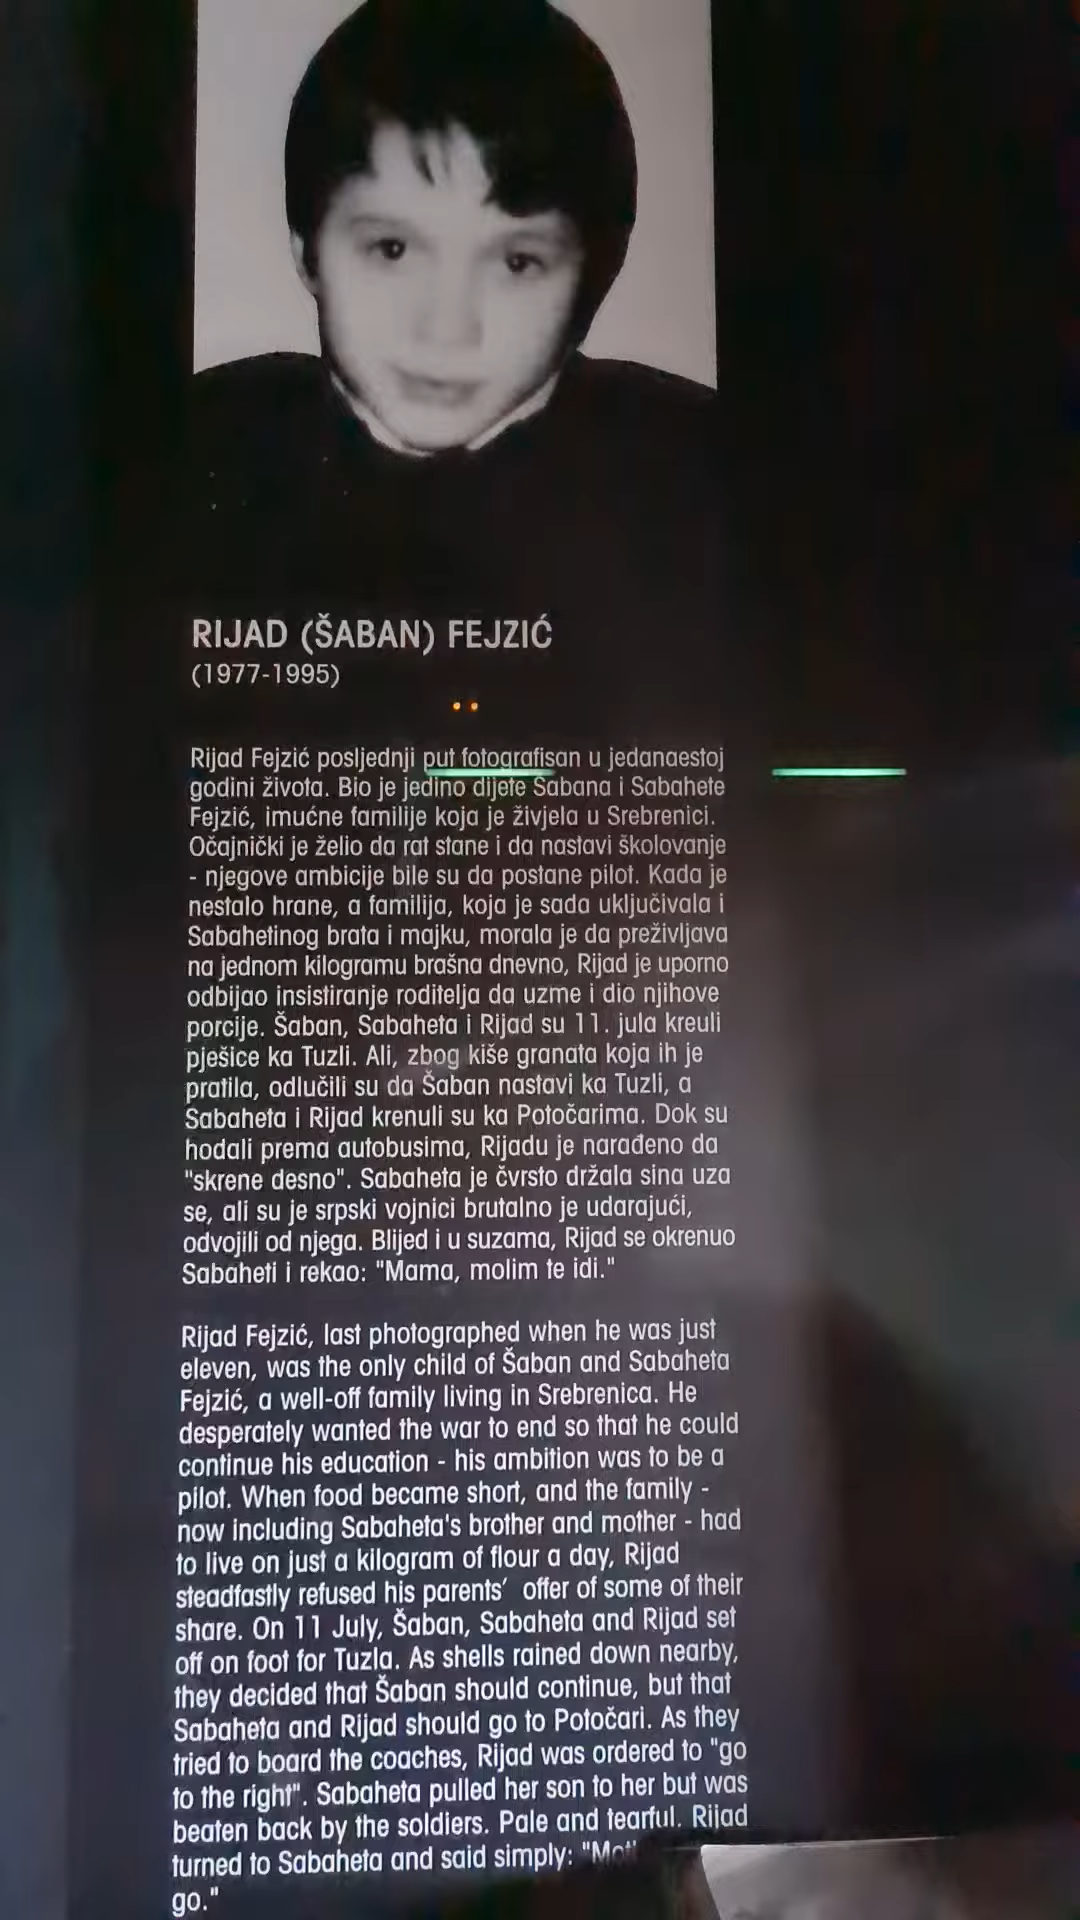 RIJAD (ŠABAN) FEJZIĆ
(1977-1995)
Rijad Fejzić posljednji put fotografisan u jedanaestoj
godini života. Bio je jedino dijete Šabana i Sabahete
Fejzić, imućne familije koja je živjela u Srebrenici.
Očajnički je želio da rat stane i da nastavi školovanje
- njegove ambicije bile su da postane pilot. Kada je
nestalo hrane, a familija, koja je sada uključivala i
Sabahetinog brata i majku, morala je da preživljava
na jednom kilogramu brašna dnevno, Rijad je uporno
odbijao insistiranje roditelja da uzme i dio njihove
porcije. Šaban, Sabaheta i Rijad su 11. jula kreuli
pješice ka Tuzli. Ali, zbog kiše granata koja ih je
pratila, odlučili su da Šaban nastavi ka Tuzli, a
Sabaheta i Rijad krenuli su ka Potočarima. Dok su
hodali prema autobusima, Rijadu je narađeno da
"skrene desno". Sabaheta je čvrsto držala sina uza
se, ali su je srpski vojnici brutalno je udarajući,
odvojili od njega. Blijed i u suzama, Rijad se okrenuo
Sabaheti i rekao: "Mama, molim te idi."
Rijad Fejzić, last photographed when he was just
eleven, was the only child of Šaban and Sabaheta
Fejzić, a well-off family living in Srebrenica. He
desperately wanted the war to end so that he could
continue his education - his ambition was to be a
pilot. When food became short, and the family -
now including Sabaheta's brother and mother - had
to live on just a kilogram of flour a day, Rijad
steadfastly refused his parents' offer of some of their
share. On 11 July, Šaban, Sabaheta and Rijad set
off on foot for Tuzla. As shells rained down nearby,
they decided that Šaban should continue, but that
Sabaheta and Rijad should go to Potočari. As they
tried to board the coaches, Rijad was ordered to "go
to the right". Sabaheta pulled her son to her but was
beaten back by the soldiers. Pale and tearful. Rijad
turned to Sabaheta and said simply:
go."